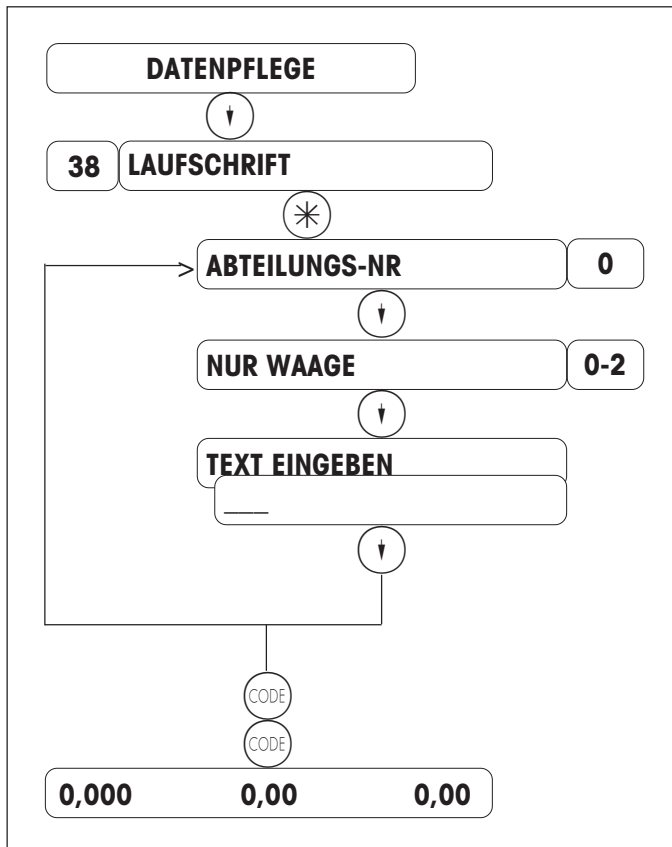 DATENPFLEGE
38 LAUFSCHRIFT
ABTEILUNGS-NR 0
NUR WAAGE 0-2
TEXT EINGEBEN
___
CODE
CODE
0,000 0,00 0,00